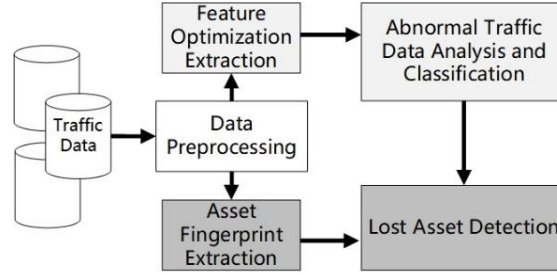 Feature
Optimization
Extraction
Abnormal Traffic
Data Analysis and
Classification
Traffic
Data
Data
Preprocessing
Asset
Fingerprint
Extraction
Lost Asset Detection